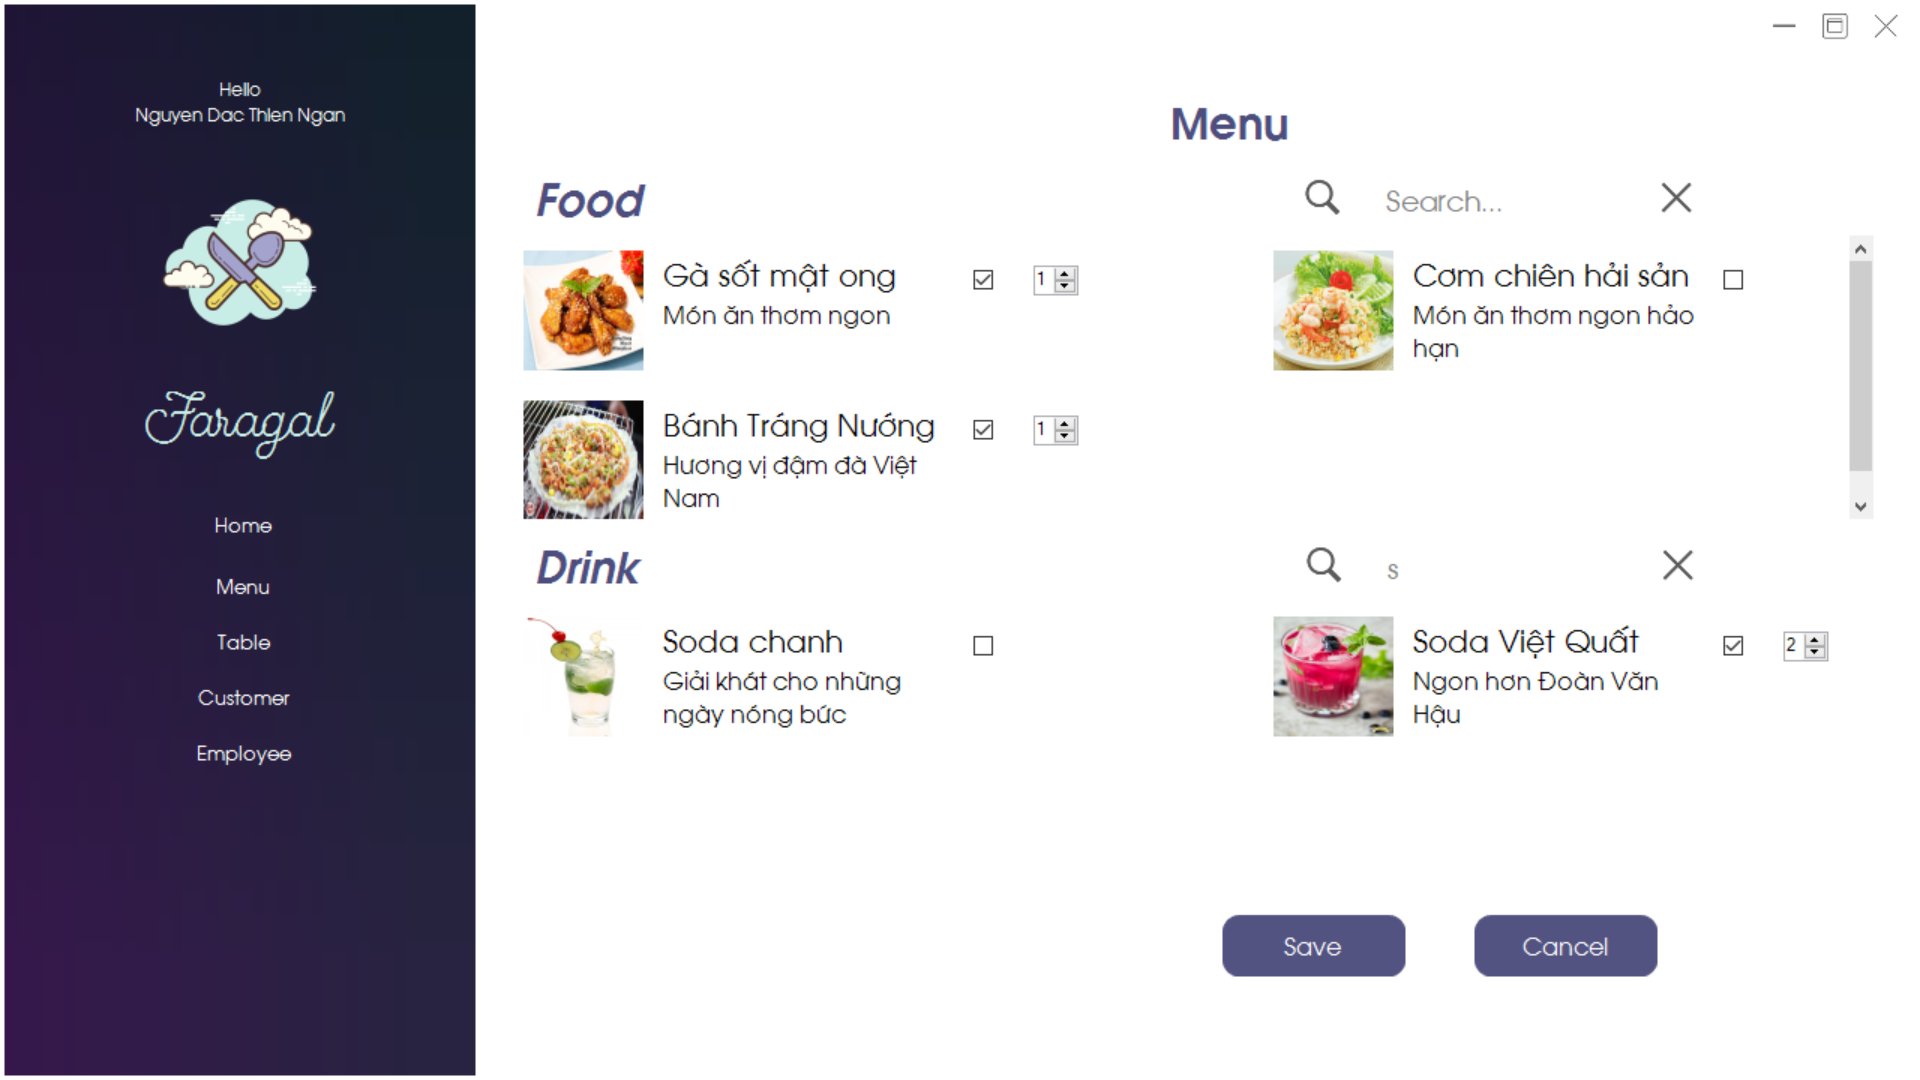 Hello
Nguyen Dac Thien Ngan
Faragal
Home
Menu
Table
Customer
Employee
Menu
Food
Search...
Gà sốt mật ong
1
Món ăn thơm ngon
Cơm chiên hải sản
Món ăn thơm ngon hảo
hạn
Bánh Tráng Nướng
1
Hương vị đậm đà Việt
Nam
Drink
s
Soda chanh
Giải khát cho những
ngày nóng bức
Soda Việt Quất
2
Ngon hơn Đoàn Văn
Hậu
Save
Cancel